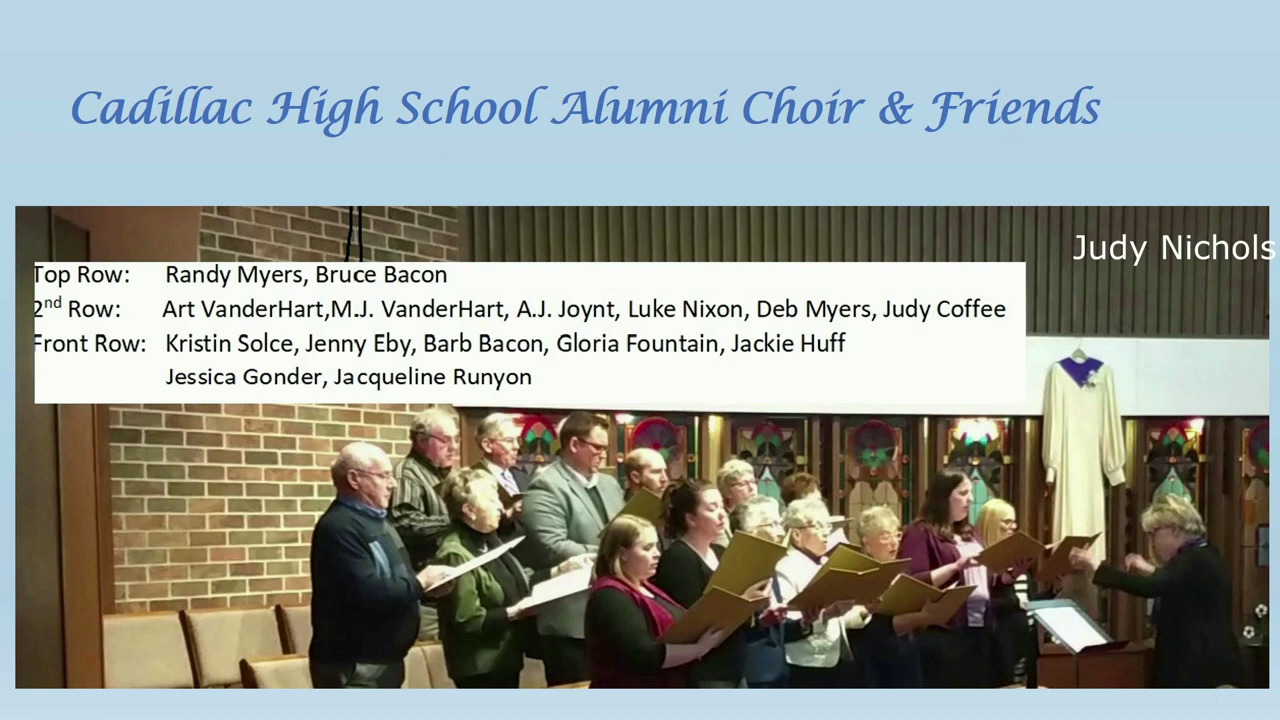 Cadillac High School Alumni Choir & Friends
Judy Nichols
Top Row: Randy Myers, Bruce Bacon
2nd Row: Art VanderHart,M.J. VanderHart, A.J. Joynt, Luke Nixon, Deb Myers, Judy Coffee
Front Row: Kristin Solce, Jenny Eby, Barb Bacon, Gloria Fountain, Jackie Huff
Jessica Gonder, Jacqueline Runyon